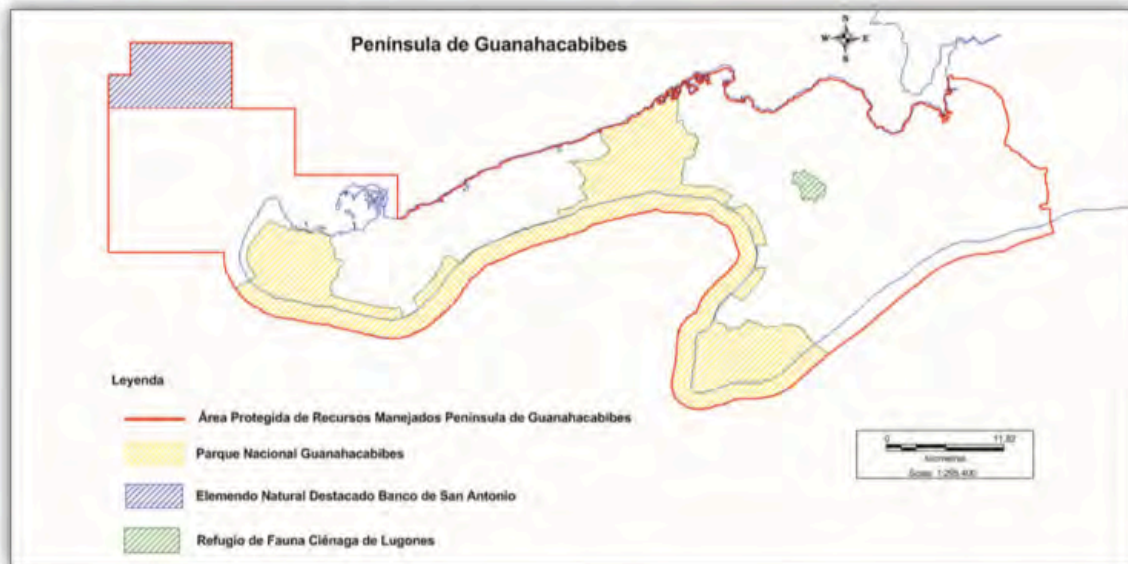 Península de Guanahacabibes
N
W E
S
Leyenda
Área Protegida de Recursos Manejados Península de Guanahacabibes
Parque Nacional Guanahacabibes
Elemendo Natural Destacado Banco de San Antonio
Refugio de Fauna Ciénaga de Lugones
0 11,82